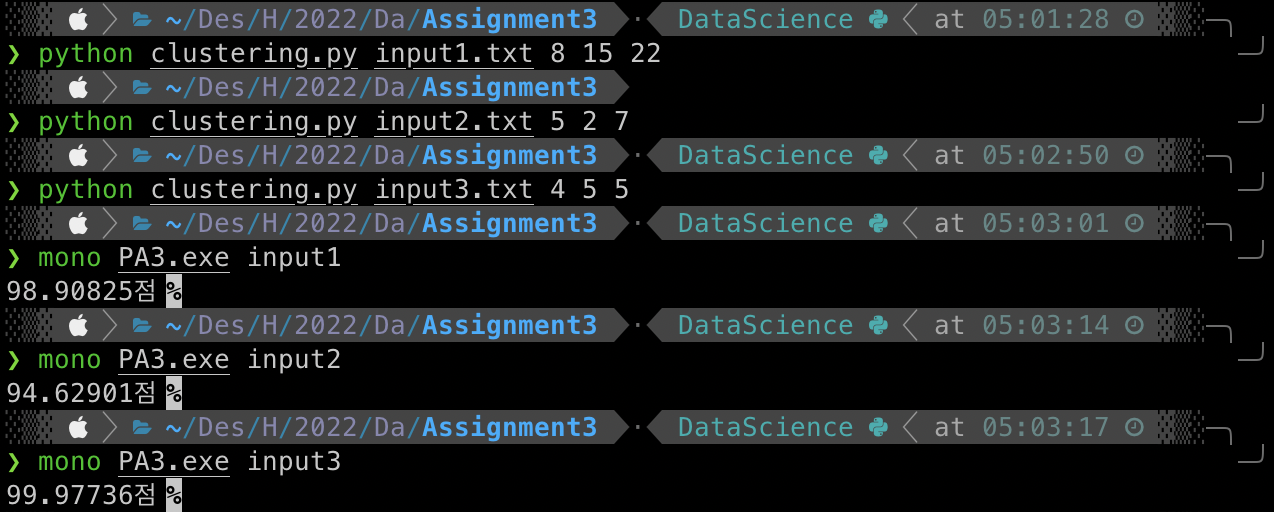 ~/Des/H/2022/Da/Assignment3 · DataScience at 05:01:28
❯ python clustering.py input1.txt 8 15 22
~/Des/H/2022/Da/Assignment3
❯ python clustering.py input2.txt 5 2 7
~/Des/H/2022/Da/Assignment3 · DataScience at 05:02:50
❯ python clustering.py input3.txt 4 5 5
~/Des/H/2022/Da/Assignment3 · DataScience at 05:03:01
❯ mono PA3.exe input1
98.90825점%
~/Des/H/2022/Da/Assignment3 · DataScience at 05:03:14
❯ mono PA3.exe input2
94.62901점%
~/Des/H/2022/Da/Assignment3 · DataScience at 05:03:17
❯ mono PA3.exe input3
99.97736점%